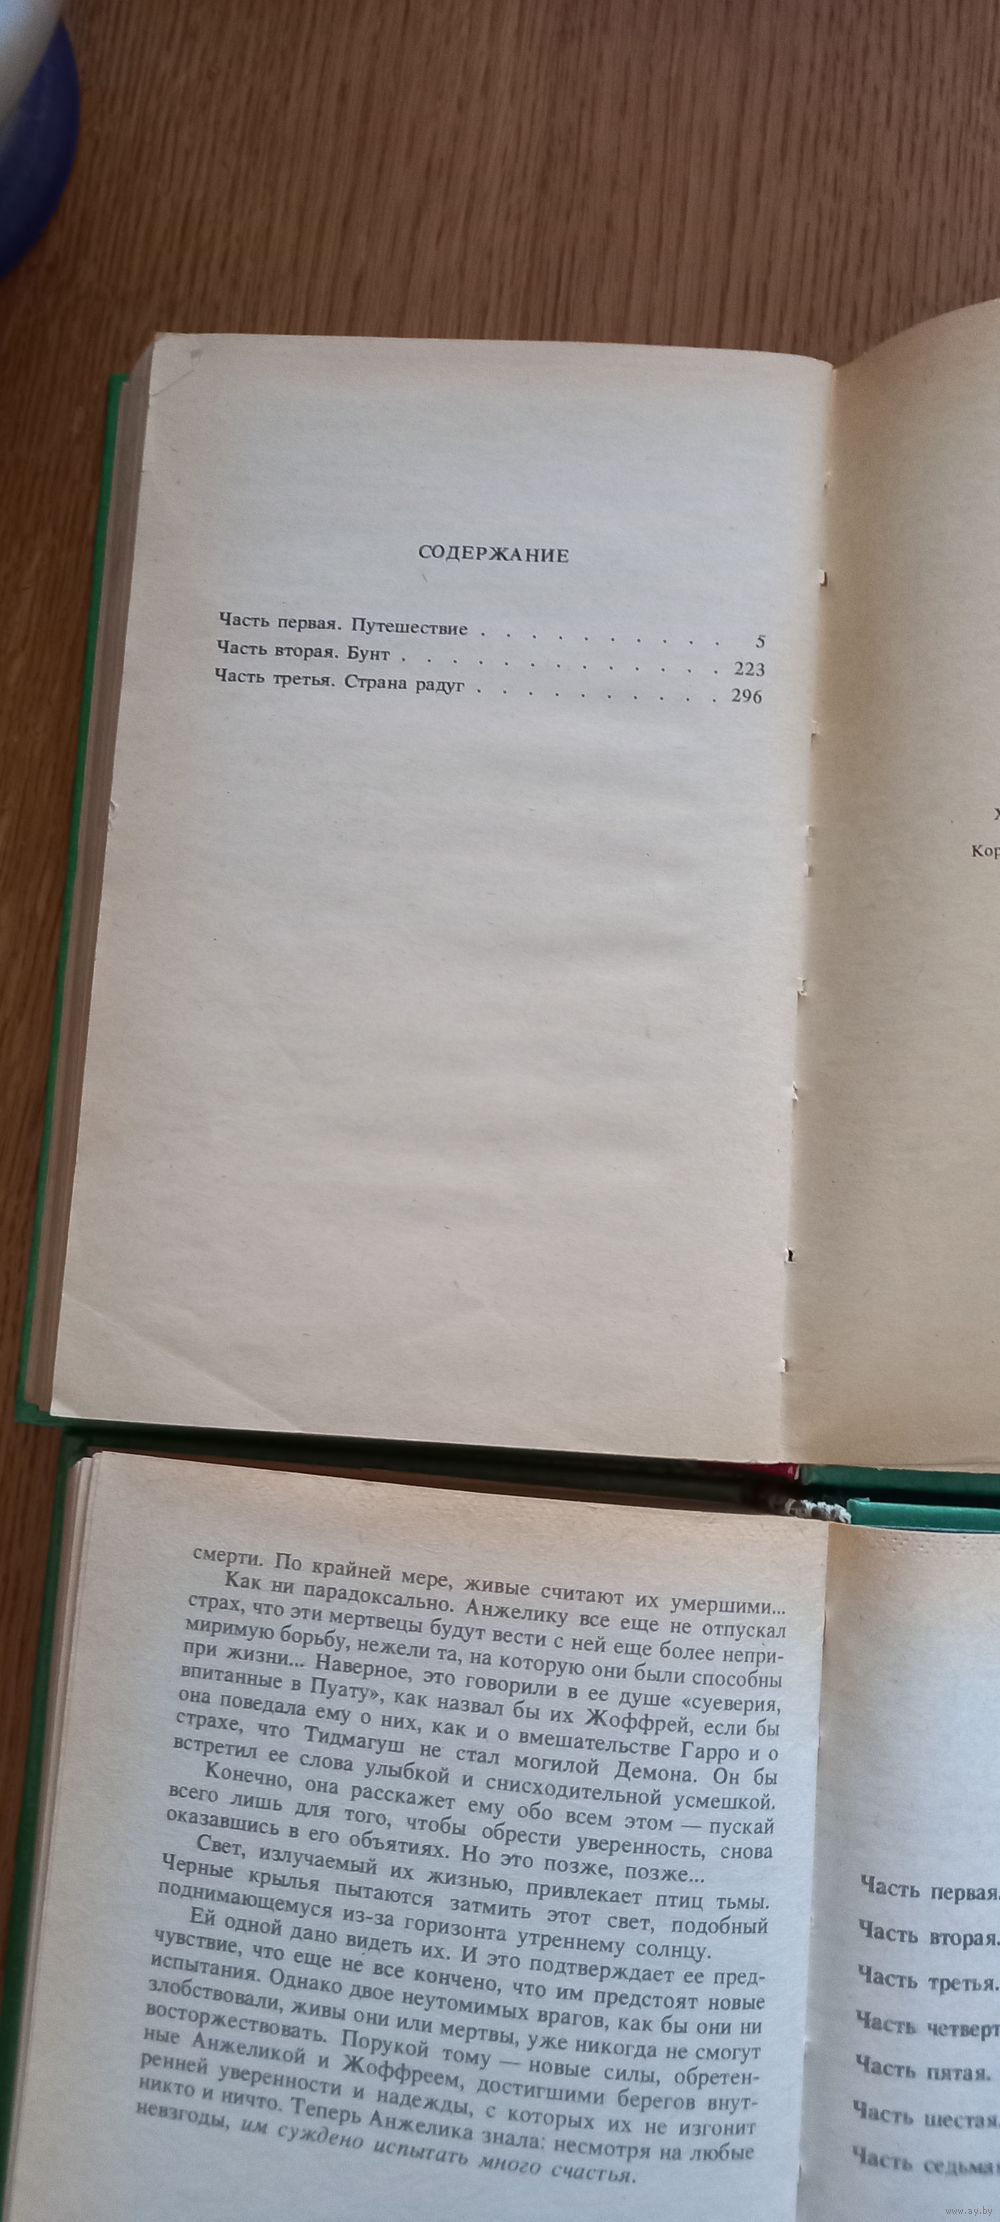 СОДЕРЖАНИЕ
Часть первая. Путешествие . . . . . . . . . . 5
Часть вторая. Бунт . . . . . . . . . . . . . 223
Часть третья. Страна радуг . . . . . . . . . . 296
Кор
смерти. По крайней мере, живые считают их умершими...
Как ни парадоксально. Анжелику все еще не отпускал
страх, что эти мертвецы будут вести с ней еще более непри-
миримую борьбу, нежели та, на которую они были способны
при жизни... Наверное, это говорили в ее душе «суеверия,
впитанные в Пуату», как назвал бы их Жоффрей, если бы
она поведала ему о них, как и о вмешательстве Гарро и о
страхе, что Тидмагуш не стал могилой Демона. Он бы
встретил ее слова улыбкой и снисходительной усмешкой.
Конечно, она расскажет ему обо всем этом — пускай
всего лишь для того, чтобы обрести уверенность, снова
оказавшись в его объятиях. Но это позже, позже...
Свет, излучаемый их жизнью, привлекает птиц тьмы.
Черные крылья пытаются затмить этот свет, подобный
поднимающемуся из-за горизонта утреннему солнцу.
Ей одной дано видеть их. И это подтверждает ее пред-
чувствие, что еще не все кончено, что им предстоят новые
испытания. Однако двое неутомимых врагов, как бы они ни
злобствовали, живы они или мертвы, уже никогда не смогут
восторжествовать. Порукой тому — новые силы, обретен-
ные Анжеликой и Жоффреем, достигшими берегов внут-
ренней уверенности и надежды, с которых их не изгонит
никто и ничто. Теперь Анжелика знала: несмотря на любые
невзгоды, им суждено испытать много счастья.
Часть первая.
Часть вторая.
Часть третья.
Часть четверт
Часть пятая.
Часть шестая.
Часть седьма
www.ay.by